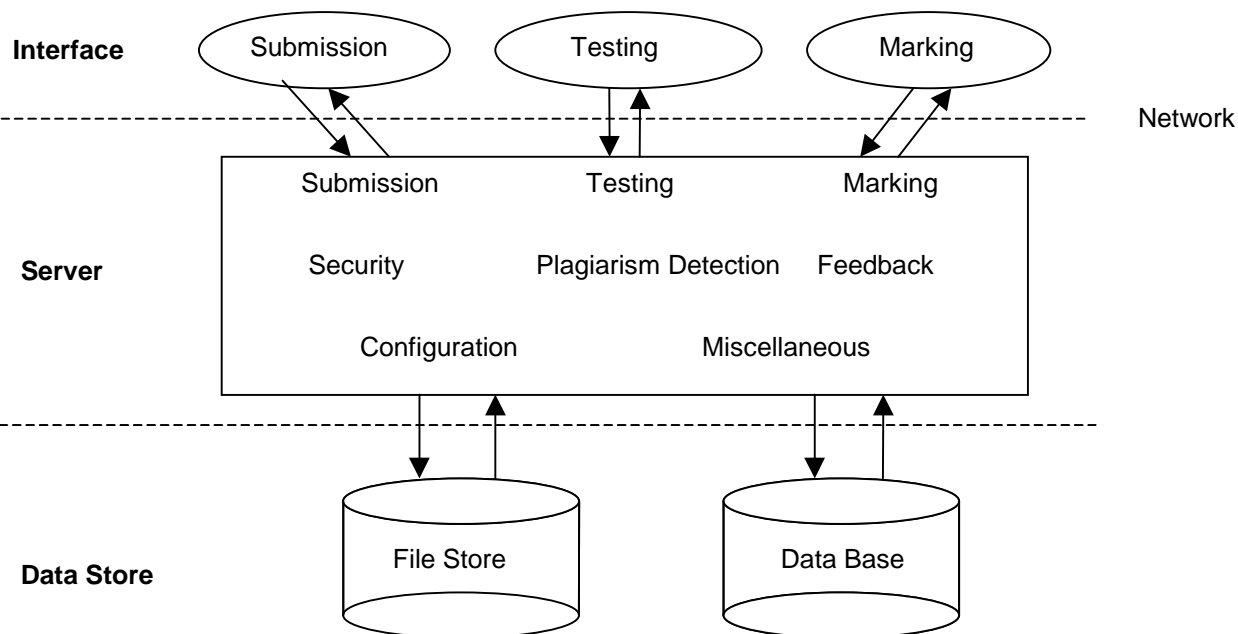 Interface
Submission
Testing
Marking
Network
Submission
Testing
Marking
Server
Security
Plagiarism Detection
Feedback
Configuration
Miscellaneous
Data Store
File Store
Data Base